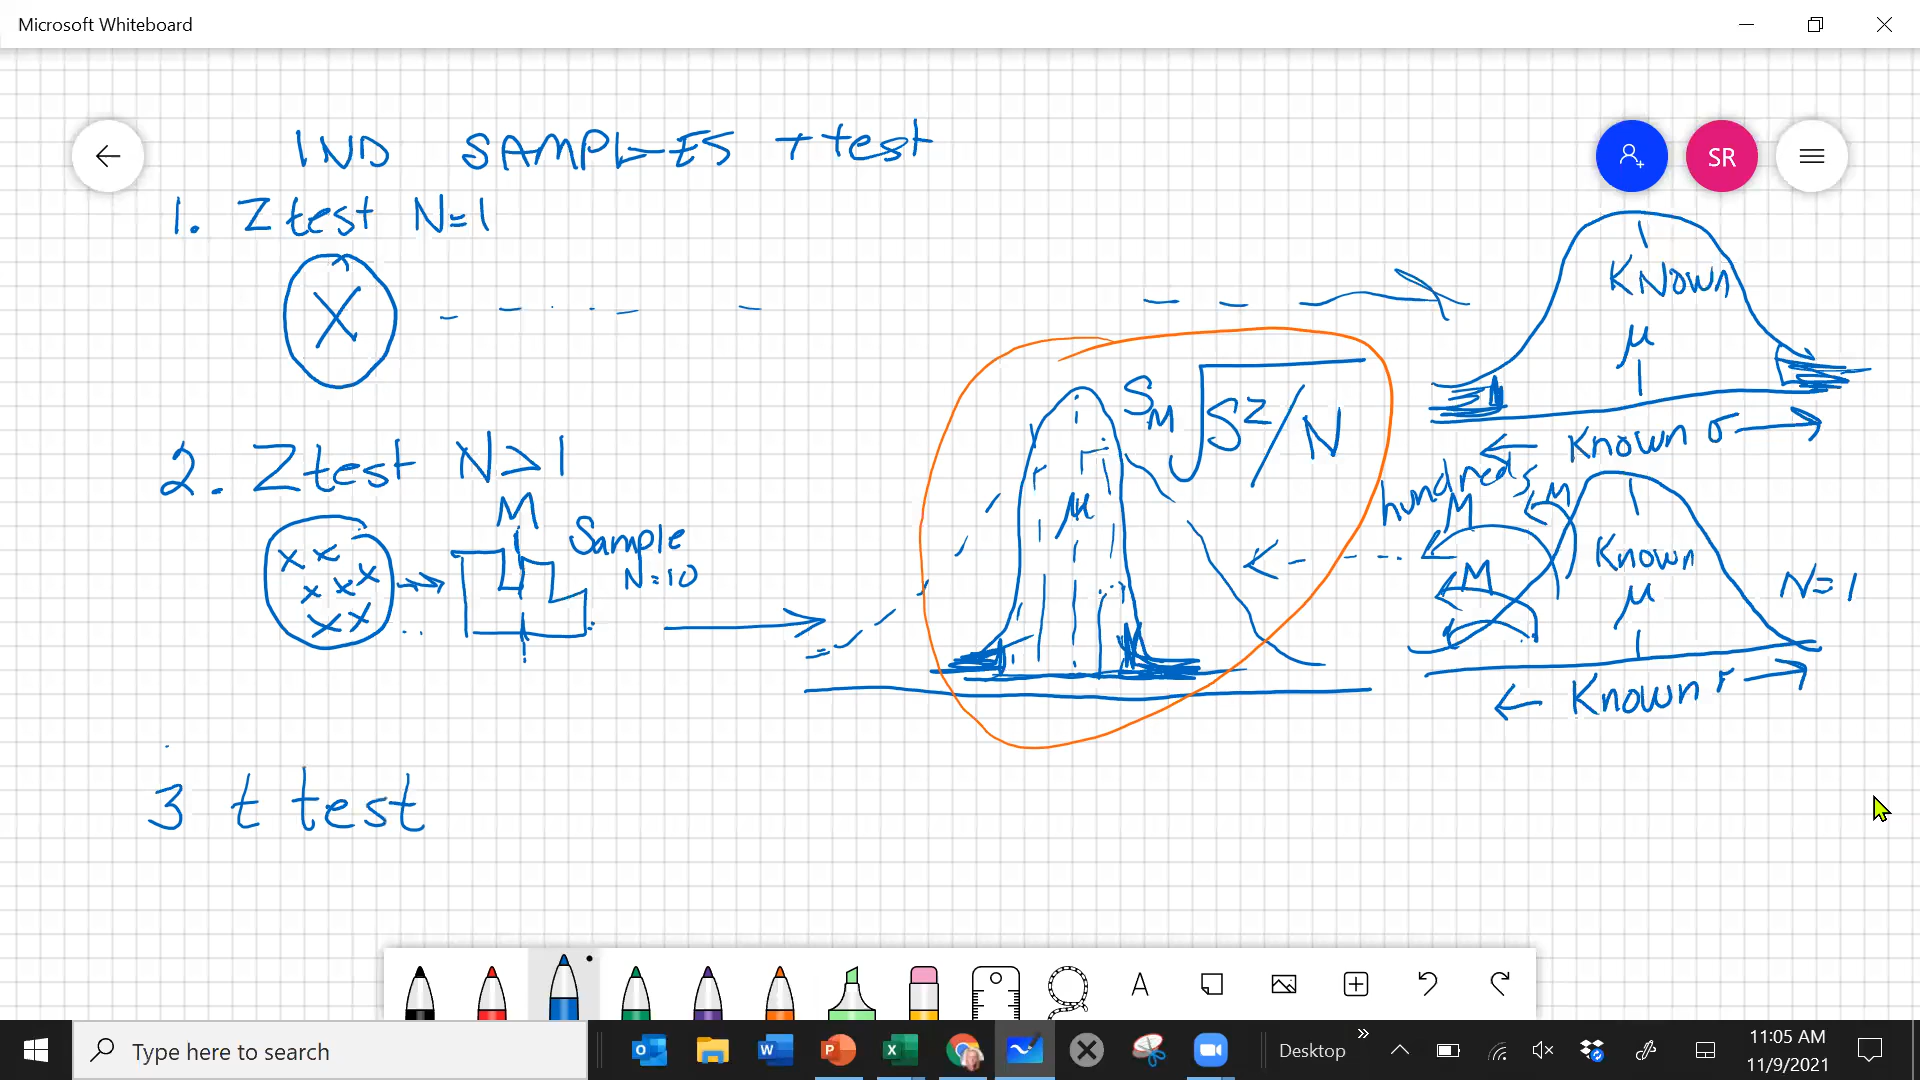 Microsoft Whiteboard
IND SAMPLES t test
SR
1. Z test N=1
X
KNOWN
μ
Known σ
SM √S²/N
2. Z test N>1
M
Sample
N=10
x x x x x x x
μ
hundreds
M
M
M
Known
μ
N=1
Known σ
3 t test
A
Type here to search
Desktop
11:05 AM
11/9/2021